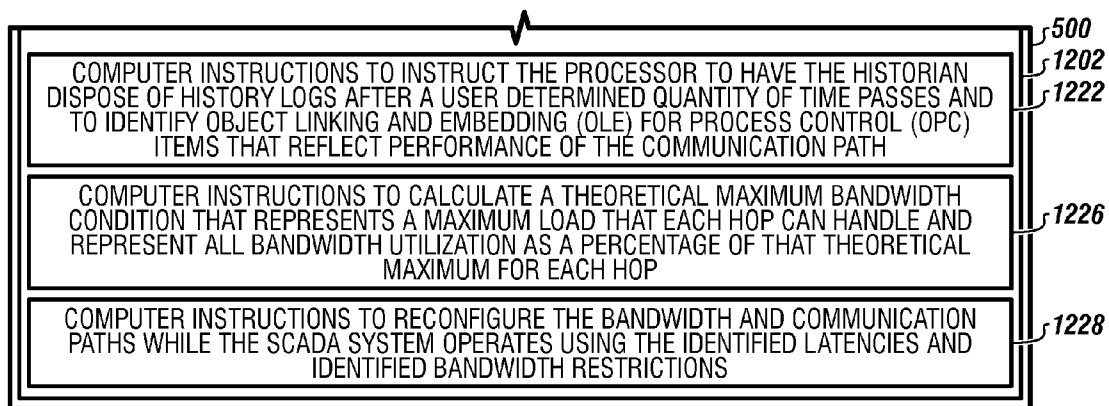 500
1202
COMPUTER INSTRUCTIONS TO INSTRUCT THE PROCESSOR TO HAVE THE HISTORIAN
DISPOSE OF HISTORY LOGS AFTER A USER DETERMINED QUANTITY OF TIME PASSES AND
TO IDENTIFY OBJECT LINKING AND EMBEDDING (OLE) FOR PROCESS CONTROL (OPC)
ITEMS THAT REFLECT PERFORMANCE OF THE COMMUNICATION PATH
1222
COMPUTER INSTRUCTIONS TO CALCULATE A THEORETICAL MAXIMUM BANDWIDTH
CONDITION THAT REPRESENTS A MAXIMUM LOAD THAT EACH HOP CAN HANDLE AND
REPRESENT ALL BANDWIDTH UTILIZATION AS A PERCENTAGE OF THAT THEORETICAL
MAXIMUM FOR EACH HOP
1226
COMPUTER INSTRUCTIONS TO RECONFIGURE THE BANDWIDTH AND COMMUNICATION
PATHS WHILE THE SCADA SYSTEM OPERATES USING THE IDENTIFIED LATENCIES AND
IDENTIFIED BANDWIDTH RESTRICTIONS
1228